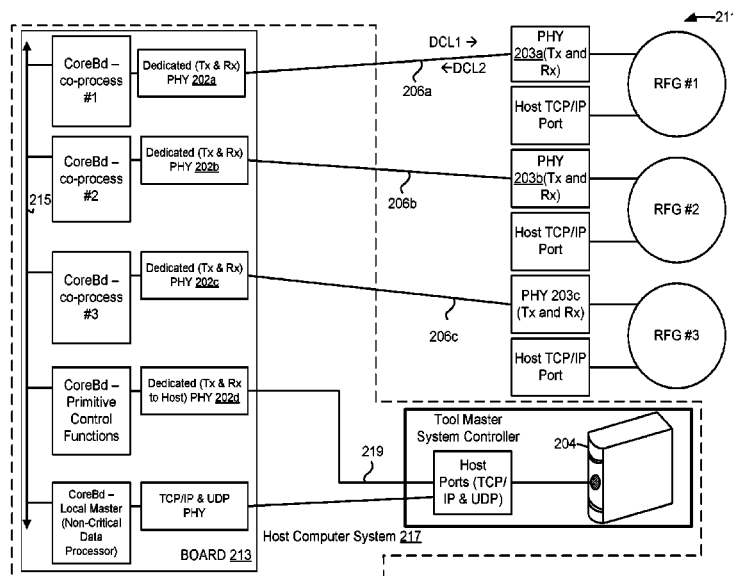 211
CoreBd –
co-process
#1
Dedicated (Tx & Rx)
PHY 202a
DCL1 →
←DCL2
206a
PHY
203a(Tx and
Rx)
Host TCP/IP
Port
RFG #1
215
CoreBd –
co-process
#2
Dedicated (Tx & Rx)
PHY 202b
206b
PHY
203b(Tx and
Rx)
Host TCP/IP
Port
RFG #2
CoreBd –
co-process
#3
Dedicated (Tx & Rx)
PHY 202c
206c
PHY 203c
(Tx and Rx)
Host TCP/IP
Port
RFG #3
CoreBd –
Primitive
Control
Functions
Dedicated (Tx & Rx
to Host) PHY 202d
219
Tool Master
System Controller
204
Host
Ports (TCP/
IP & UDP)
CoreBd –
Local Master
(Non-Critical
Data
Processor)
TCP/IP & UDP
PHY
BOARD 213
Host Computer System 217